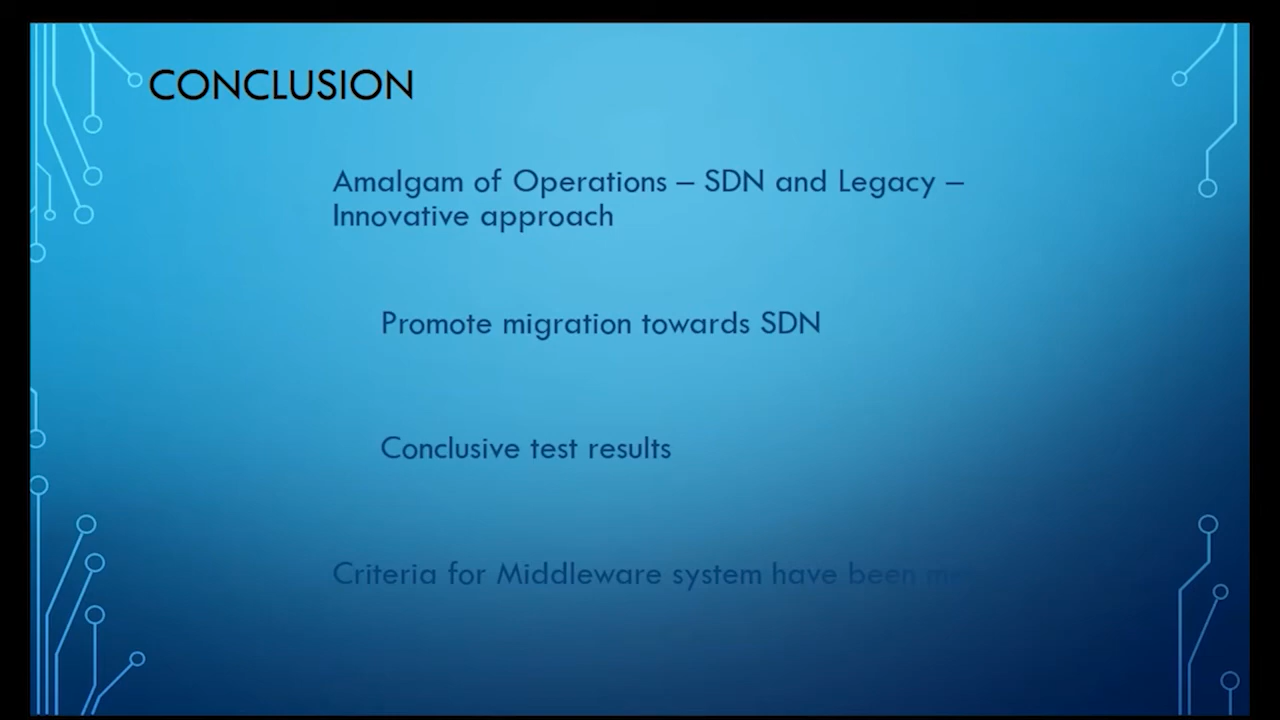 CONCLUSION
Amalgam of Operations – SDN and Legacy –
Innovative approach
Promote migration towards SDN
Conclusive test results
Criteria for Middleware system have been